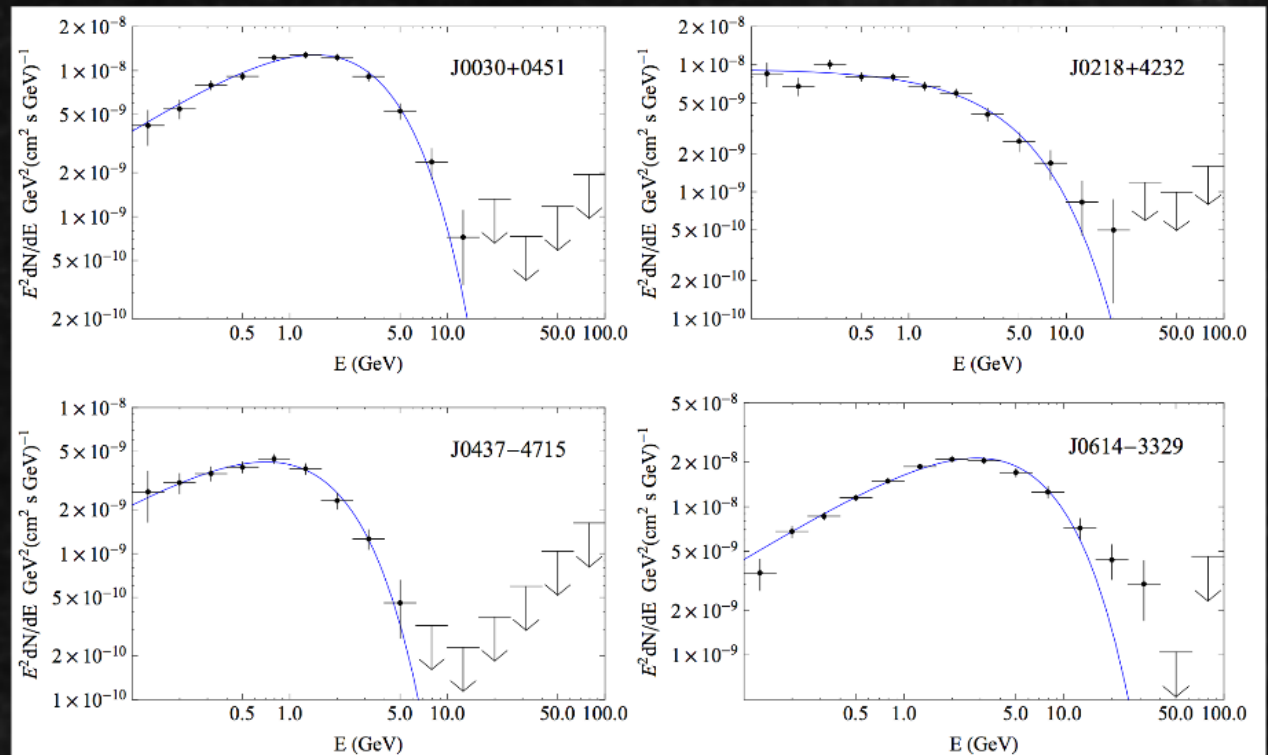 J0030+0451
2×10⁻⁸
1×10⁻⁸
5×10⁻⁹
2×10⁻⁹
1×10⁻⁹
5×10⁻¹⁰
2×10⁻¹⁰
E²dN/dE GeV²(cm² s GeV)⁻¹
0.5 1.0 5.0 10.0 50.0 100.0
E (GeV)
J0218+4232
2×10⁻⁸
1×10⁻⁸
5×10⁻⁹
2×10⁻⁹
1×10⁻⁹
5×10⁻¹⁰
2×10⁻¹⁰
1×10⁻¹⁰
E²dN/dE GeV²(cm² s GeV)⁻¹
0.5 1.0 5.0 10.0 50.0 100.0
E (GeV)
J0437−4715
1×10⁻⁸
5×10⁻⁹
2×10⁻⁹
1×10⁻⁹
5×10⁻¹⁰
2×10⁻¹⁰
1×10⁻¹⁰
E²dN/dE GeV²(cm² s GeV)⁻¹
0.5 1.0 5.0 10.0 50.0 100.0
E (GeV)
J0614−3329
5×10⁻⁸
2×10⁻⁸
1×10⁻⁸
5×10⁻⁹
2×10⁻⁹
1×10⁻⁹
E²dN/dE GeV²(cm² s GeV)⁻¹
0.5 1.0 5.0 10.0 50.0 100.0
E (GeV)